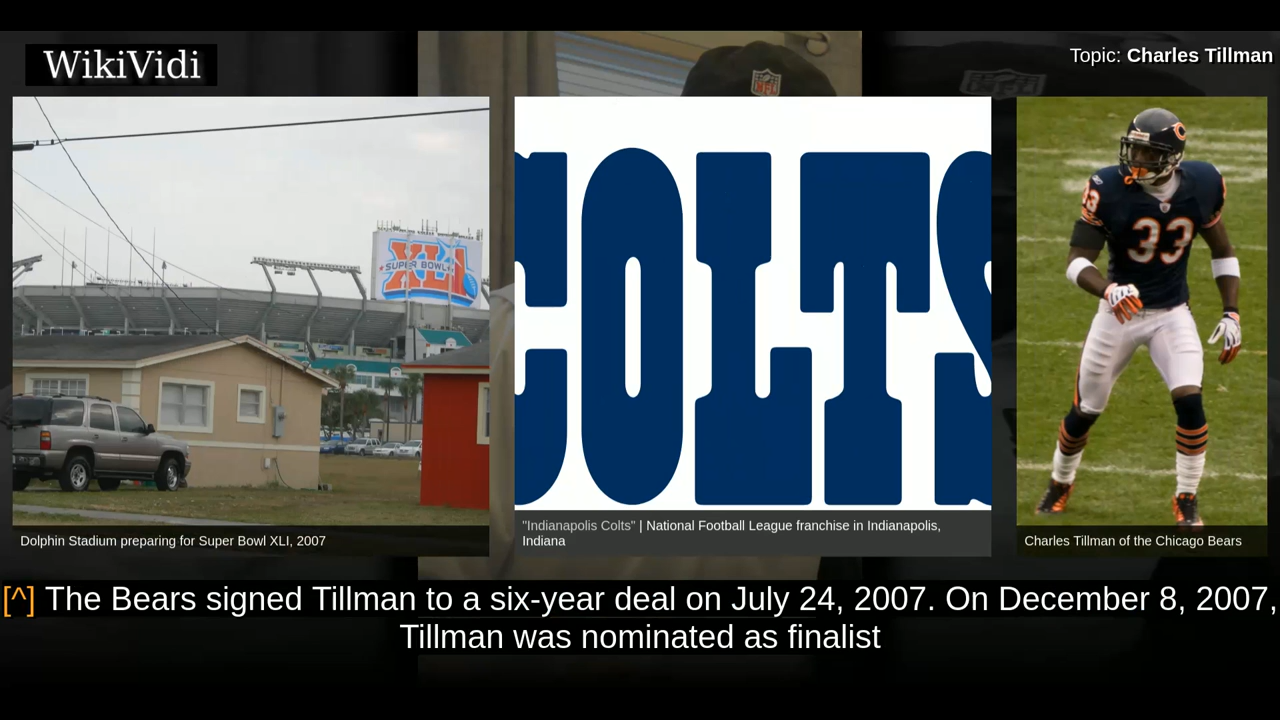 WikiVidi
Topic: Charles Tillman
NFL
XLI
SUPER BOWL
COLTS
33
33
Dolphin Stadium preparing for Super Bowl XLI, 2007
"Indianapolis Colts" | National Football League franchise in Indianapolis,
Indiana
Charles Tillman of the Chicago Bears
[^] The Bears signed Tillman to a six-year deal on July 24, 2007. On December 8, 2007,
Tillman was nominated as finalist